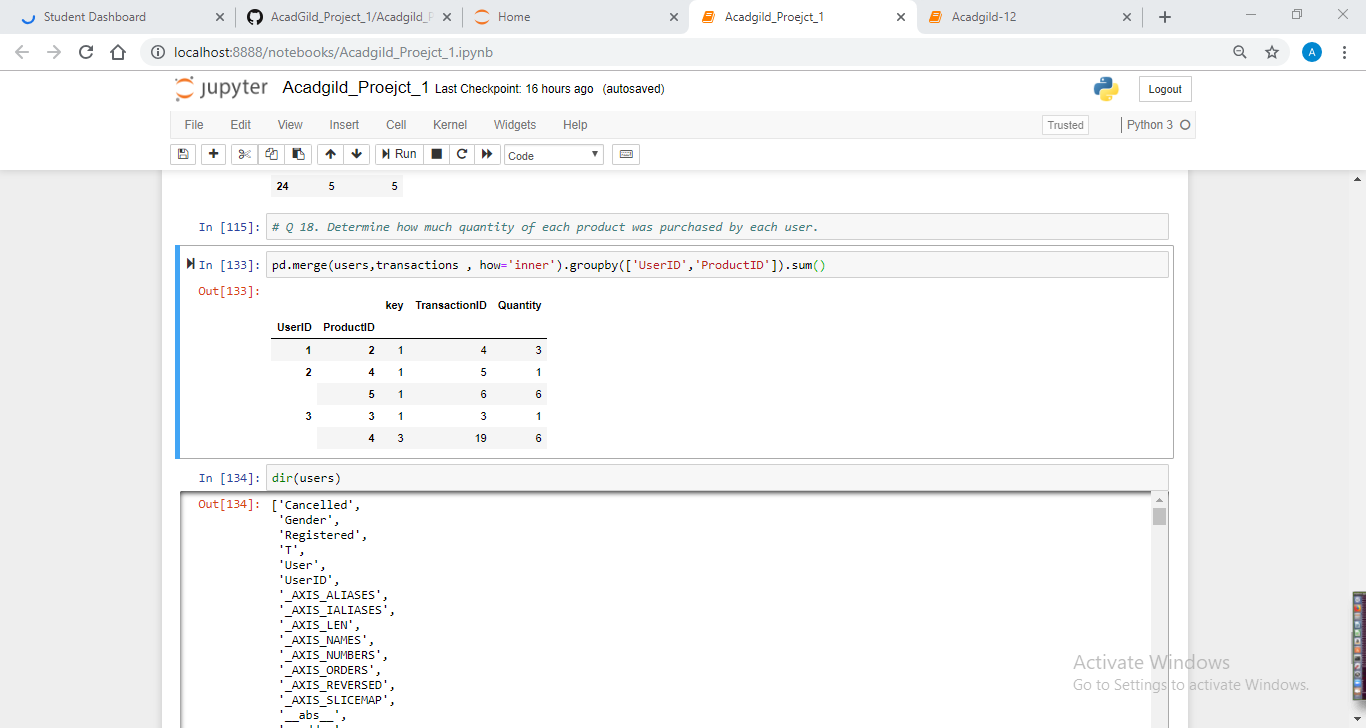 Student Dashboard
AcadGild_Project_1/Acadgild_P
Home
Acadgild_Proejct_1
Acadgild-12
localhost:8888/notebooks/Acadgild_Proejct_1.ipynb
A
jupyter Acadgild_Proejct_1 Last Checkpoint: 16 hours ago (autosaved)
Logout
File Edit View Insert Cell Kernel Widgets Help
Trusted
Python 3
Run
Code
24 5 5
In [115]: # Q 18. Determine how much quantity of each product was purchased by each user.
In [133]: pd.merge(users,transactions , how='inner').groupby(['UserID','ProductID']).sum()
Out[133]:
key TransactionID Quantity
UserID ProductID
1 2 1 4 3
2 4 1 5 1
5 1 6 6
3 3 1 3 1
4 3 19 6
In [134]: dir(users)
Out[134]: ['Cancelled',
'Gender',
'Registered',
'T',
'User',
'UserID',
'_AXIS_ALIASES',
'_AXIS_IALIASES',
'_AXIS_LEN',
'_AXIS_NAMES',
'_AXIS_NUMBERS',
'_AXIS_ORDERS',
'_AXIS_REVERSED',
'_AXIS_SLICEMAP',
'__abs__',
Activate Windows
Go to Settings to activate Windows.